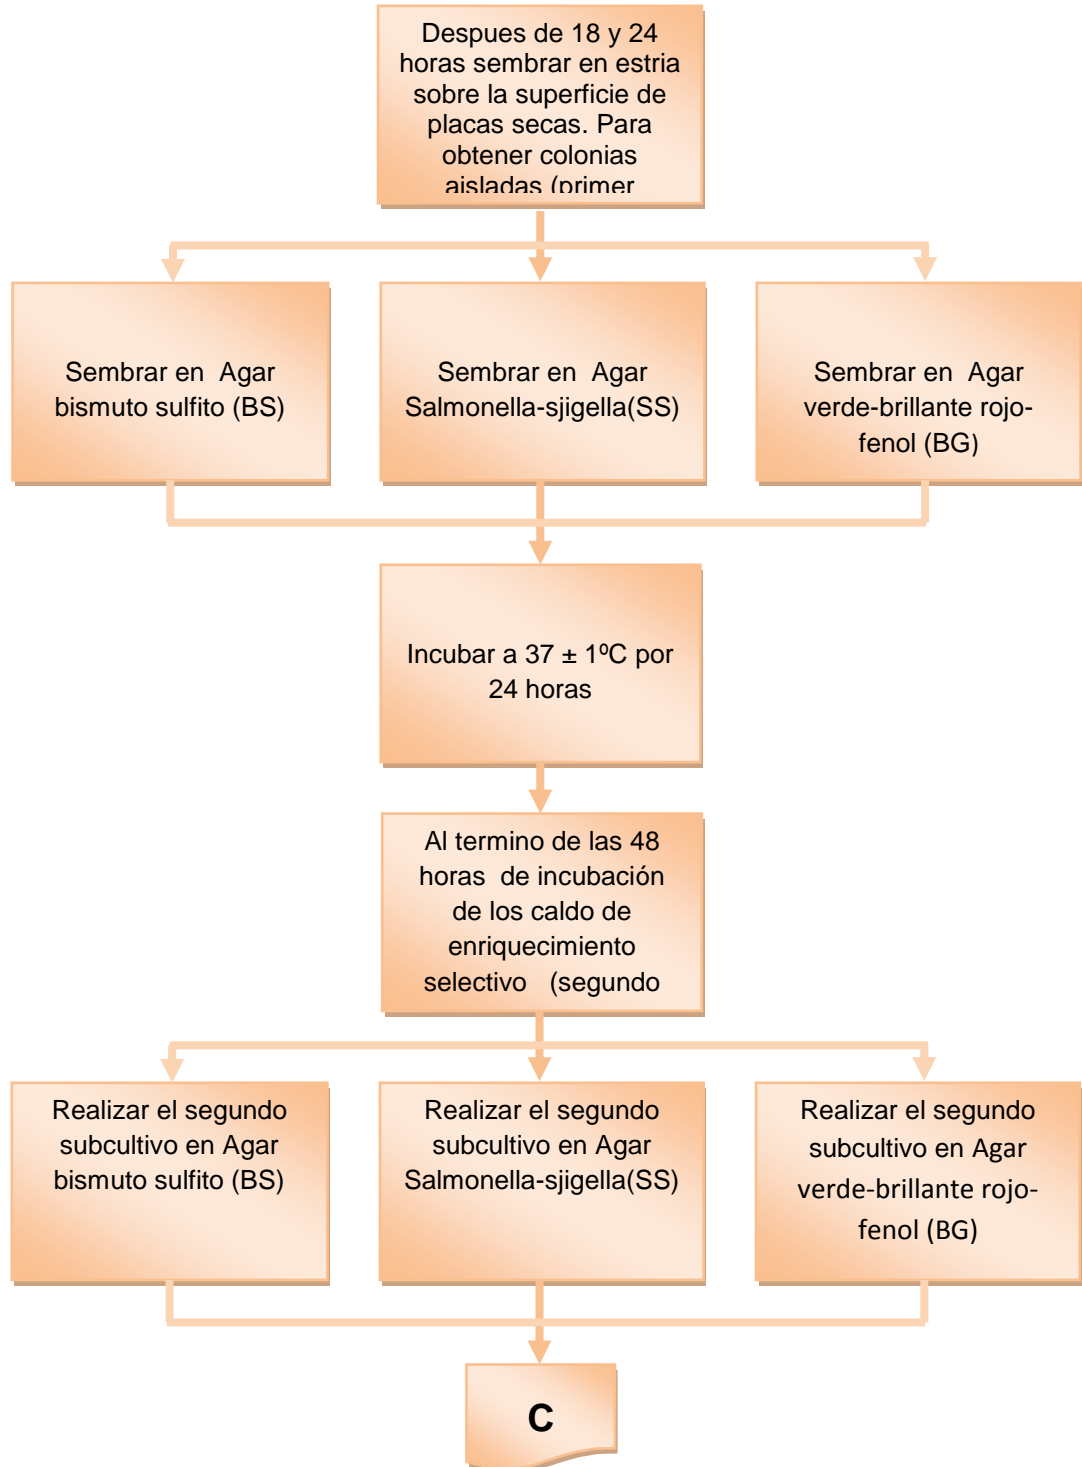 Despues de 18 y 24
horas sembrar en estria
sobre la superficie de
placas secas. Para
obtener colonias
aisladas (primer
Sembrar en Agar
bismuto sulfito (BS)
Sembrar en Agar
Salmonella-sjigella(SS)
Sembrar en Agar
verde-brillante rojo-
fenol (BG)
Incubar a 37 ± 1ºC por
24 horas
Al termino de las 48
horas de incubación
de los caldo de
enriquecimiento
selectivo (segundo
Realizar el segundo
subcultivo en Agar
bismuto sulfito (BS)
Realizar el segundo
subcultivo en Agar
Salmonella-sjigella(SS)
Realizar el segundo
subcultivo en Agar
verde-brillante rojo-
fenol (BG)
C